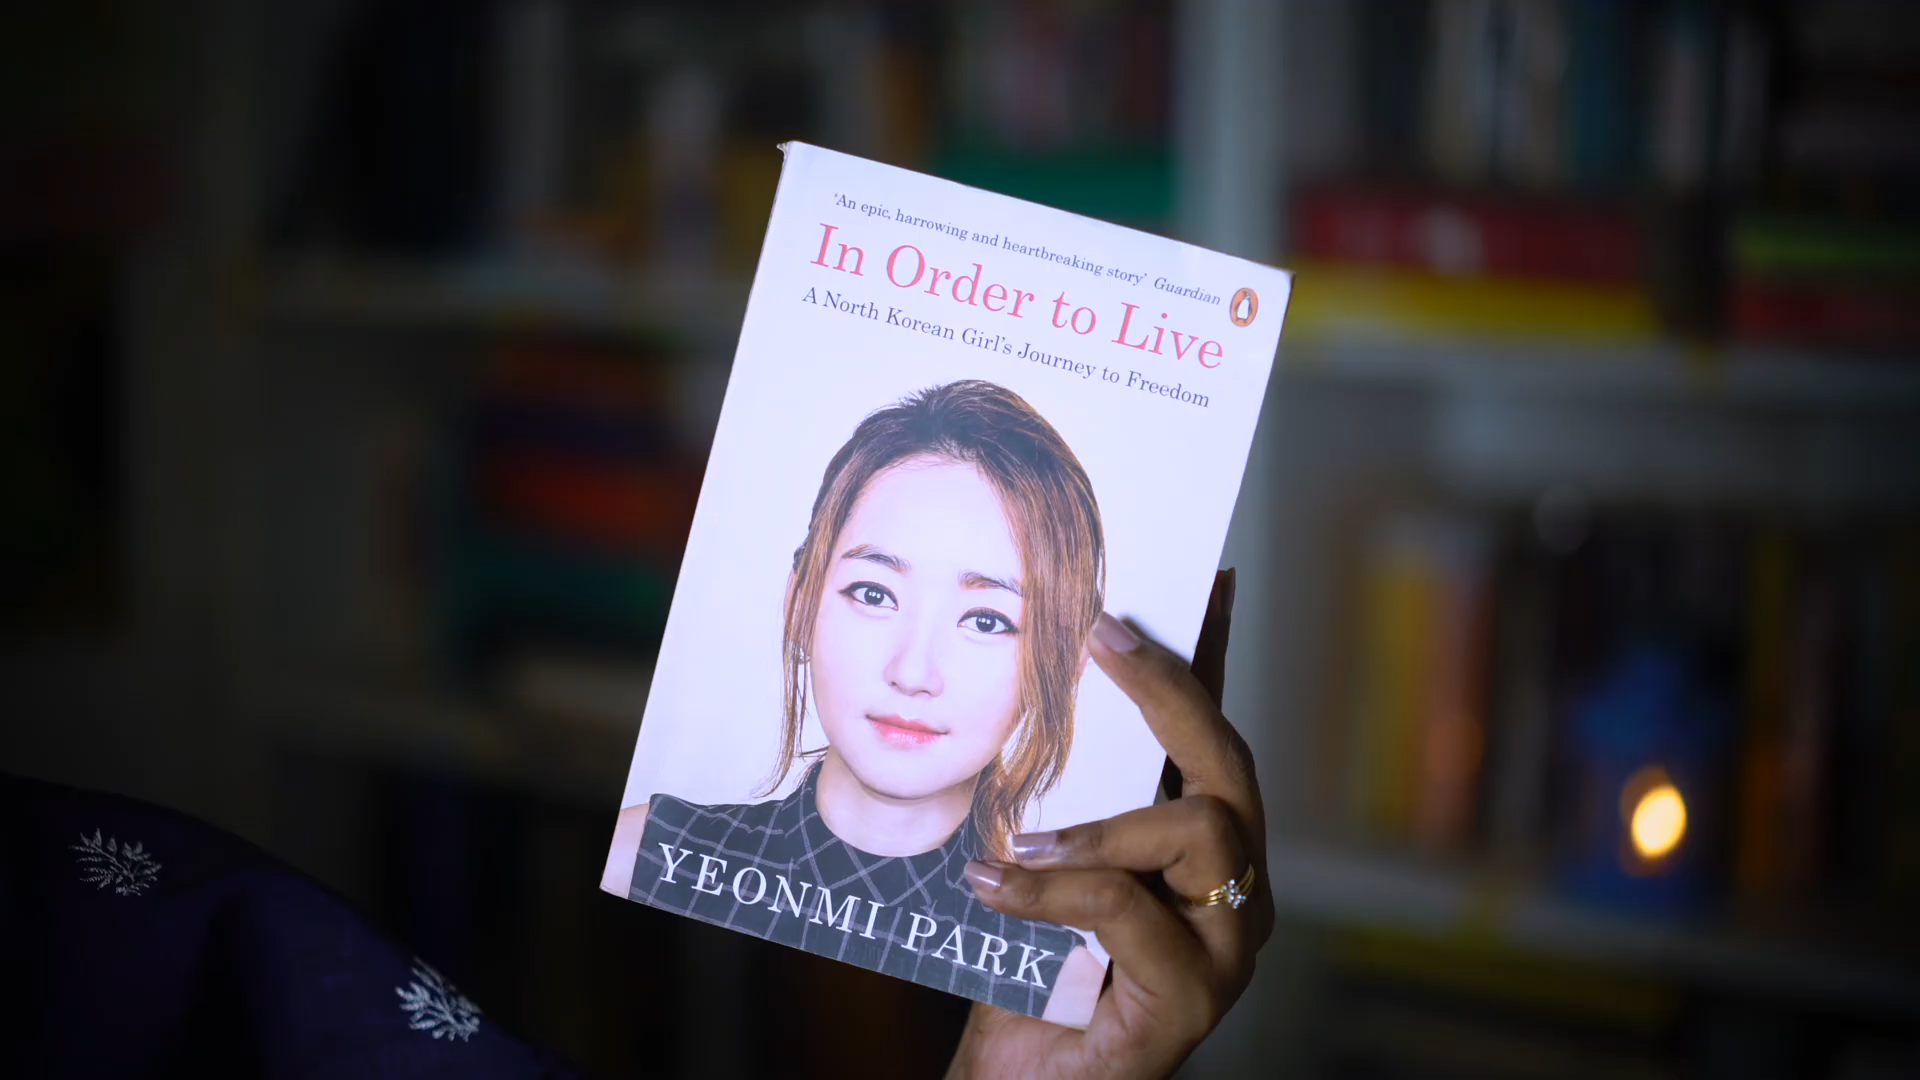 'An epic, harrowing and heartbreaking story' Guardian
In Order to Live
A North Korean Girl's Journey to Freedom
YEONMI PARK